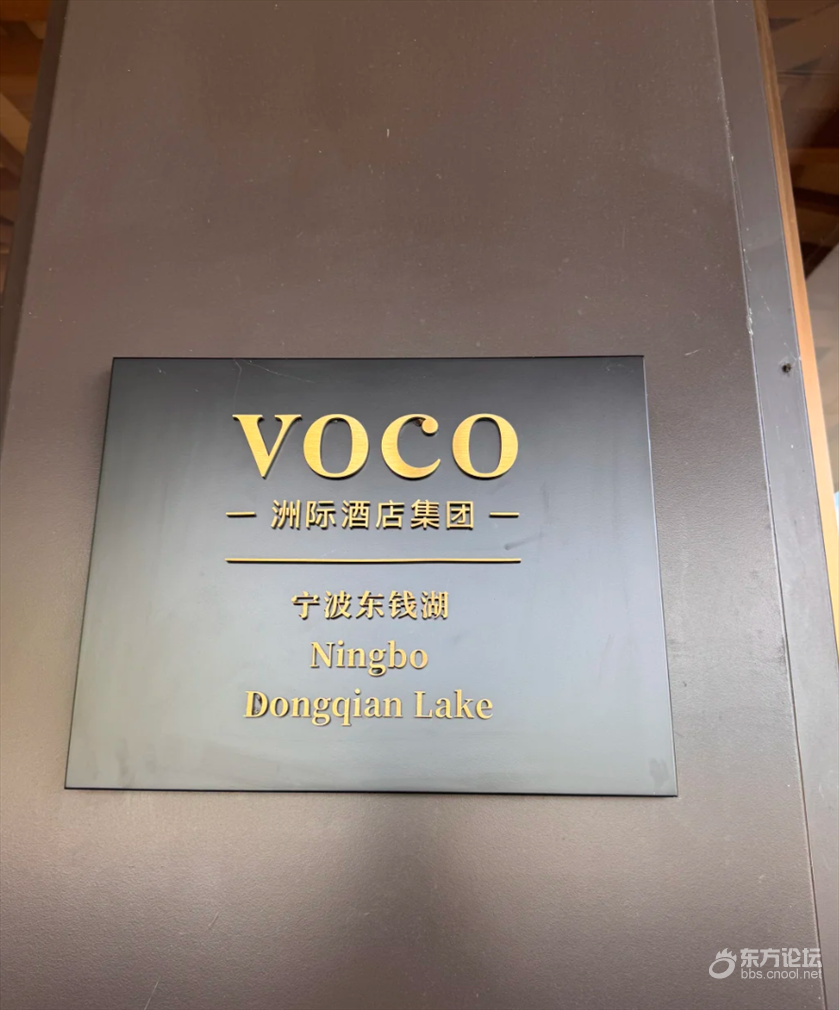 VOCO
— 洲际酒店集团 —
宁波东钱湖
Ningbo
Dongqian Lake
东方论坛
bbs.cnool.net